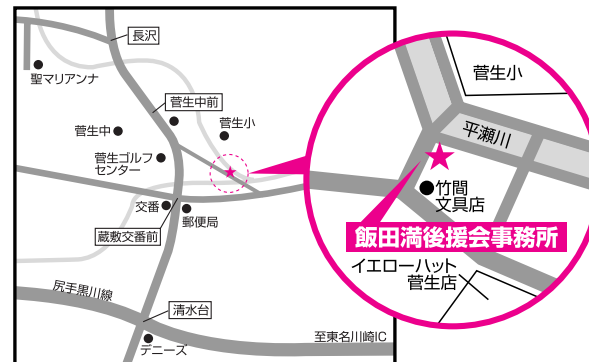 長沢
聖マリアンナ
菅生中前
菅生中
菅生小
菅生ゴルフ
センター
交番
郵便局
蔵敷交番前
尻手黒川線
清水台
デニーズ
至東名川崎IC
菅生小
平瀬川
竹間
文具店
飯田満後援会事務所
イエローハット
菅生店